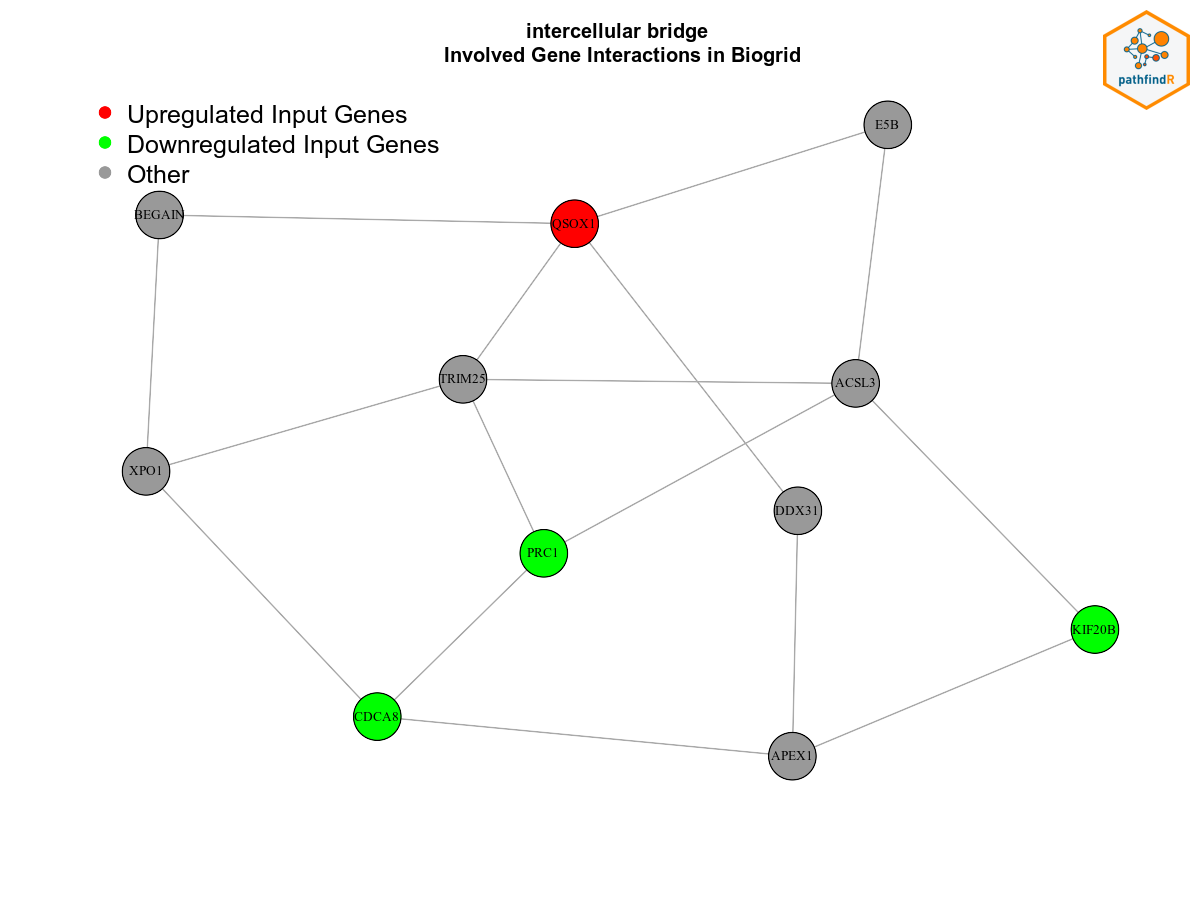 intercellular bridge
Involved Gene Interactions in Biogrid
pathfindR
Upregulated Input Genes
Downregulated Input Genes
Other
E5B
BEGAIN
QSOX1
TRIM25
ACSL3
XPO1
DDX31
PRC1
KIF20B
CDCA8
APEX1